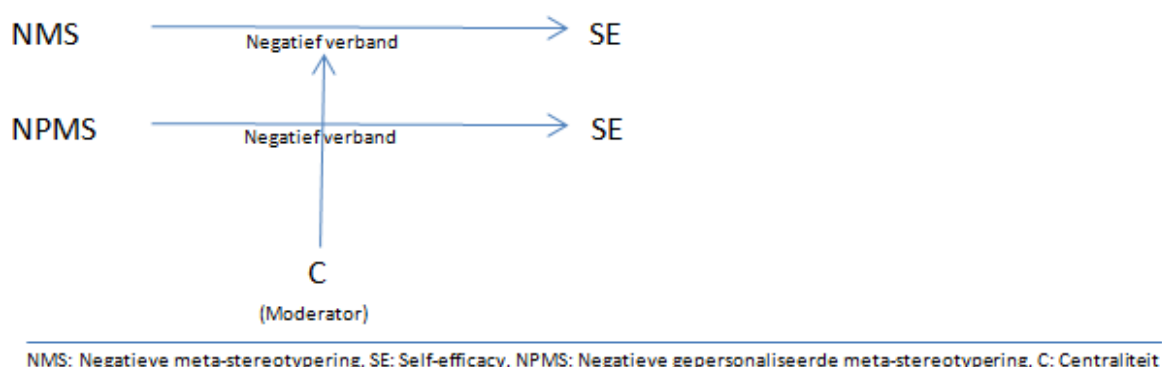 NMS Negatief verband SE
NPMS Negatief verband SE
C
(Moderator)
NMS: Negatieve meta-stereotypering, SE: Self-efficacy, NPMS: Negatieve gepersonaliseerde meta-stereotypering, C: Centraliteit